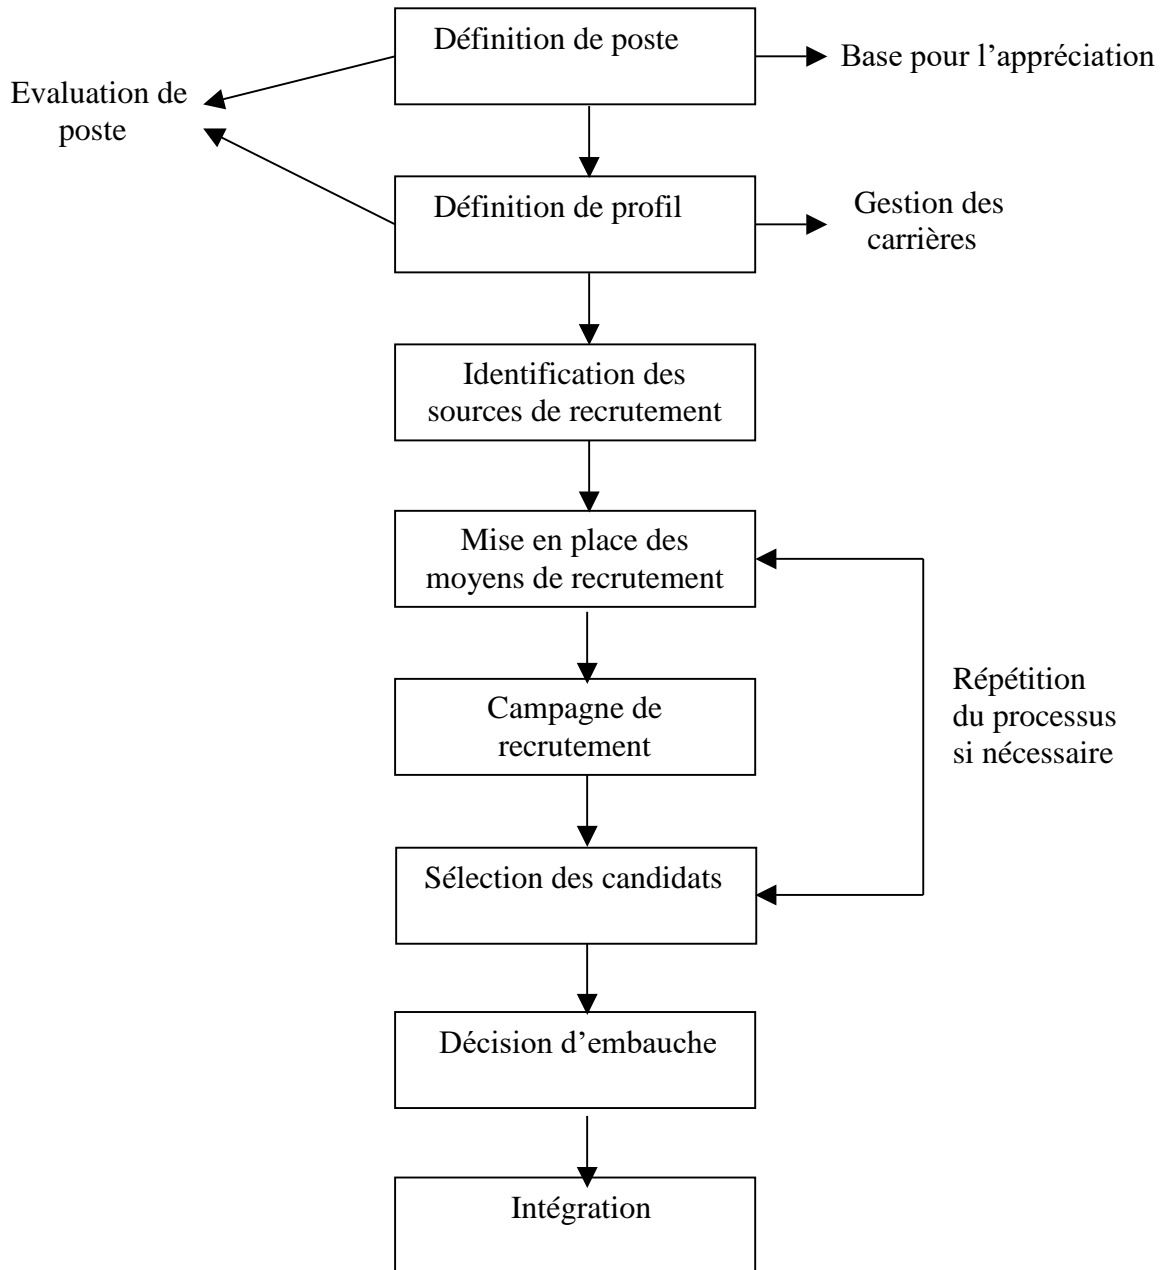 Définition de poste
Base pour l’appréciation
Evaluation de
poste
Définition de profil
Gestion des
carrières
Identification des
sources de recrutement
Mise en place des
moyens de recrutement
Campagne de
recrutement
Répétition
du processus
si nécessaire
Sélection des candidats
Décision d’embauche
Intégration